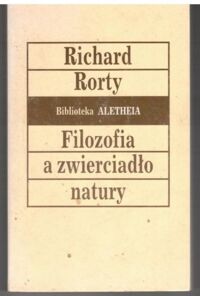 Richard
Rorty
Biblioteka ALETHEIA
Filozofia
a zwierciadło
natury